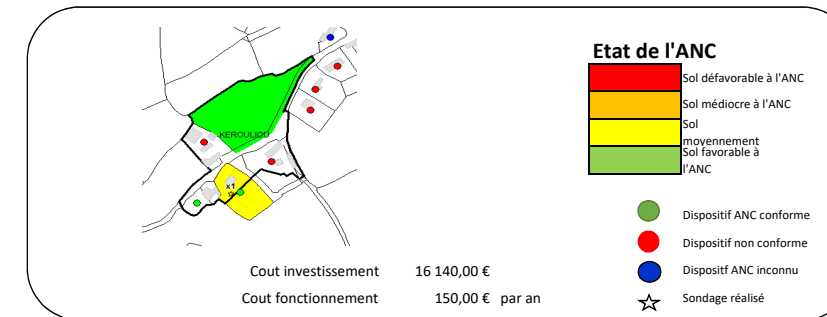 KEROULIOU
x1
Cout investissement 16 140,00 €
Cout fonctionnement 150,00 € par an
Etat de l'ANC
Sol défavorable à l'ANC
Sol médiocre à l'ANC
Sol
moyennement
Sol favorable à
l'ANC
Dispositif ANC conforme
Dispositif non conforme
Dispositf ANC inconnu
Sondage réalisé